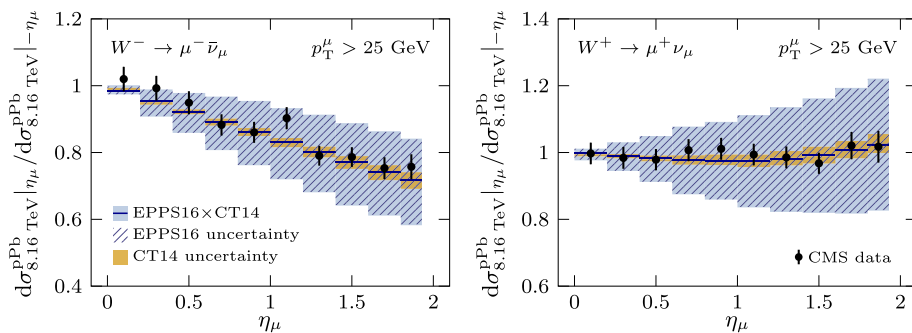 dσ^pPb_8.16 TeV|ημ/dσ^pPb_8.16 TeV|−ημ
1.2
1
0.8
0.6
0.4
W− → μ−ν̄μ
p^μ_T > 25 GeV
EPPS16×CT14
EPPS16 uncertainty
CT14 uncertainty
0 0.5 1 1.5 2
ημ
dσ^pPb_8.16 TeV|ημ/dσ^pPb_8.16 TeV|−ημ
1.4
1.2
1
0.8
0.6
W+ → μ+νμ
p^μ_T > 25 GeV
CMS data
0 0.5 1 1.5 2
ημ